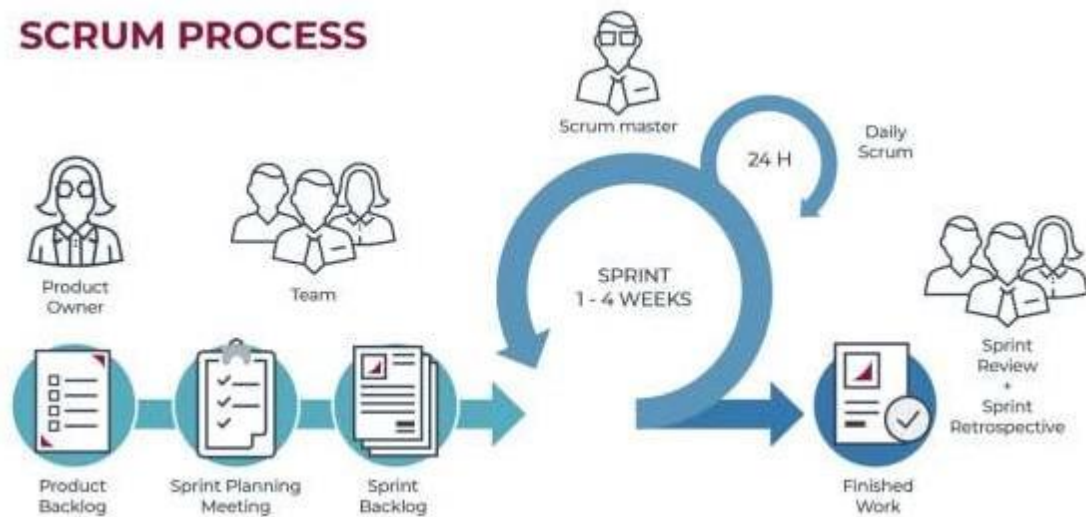 SCRUM PROCESS
Scrum master
24 H
Daily
Scrum
Product
Owner
Team
SPRINT
1 - 4 WEEKS
Sprint
Review
+
Sprint
Retrospective
Product
Backlog
Sprint Planning
Meeting
Sprint
Backlog
Finished
Work